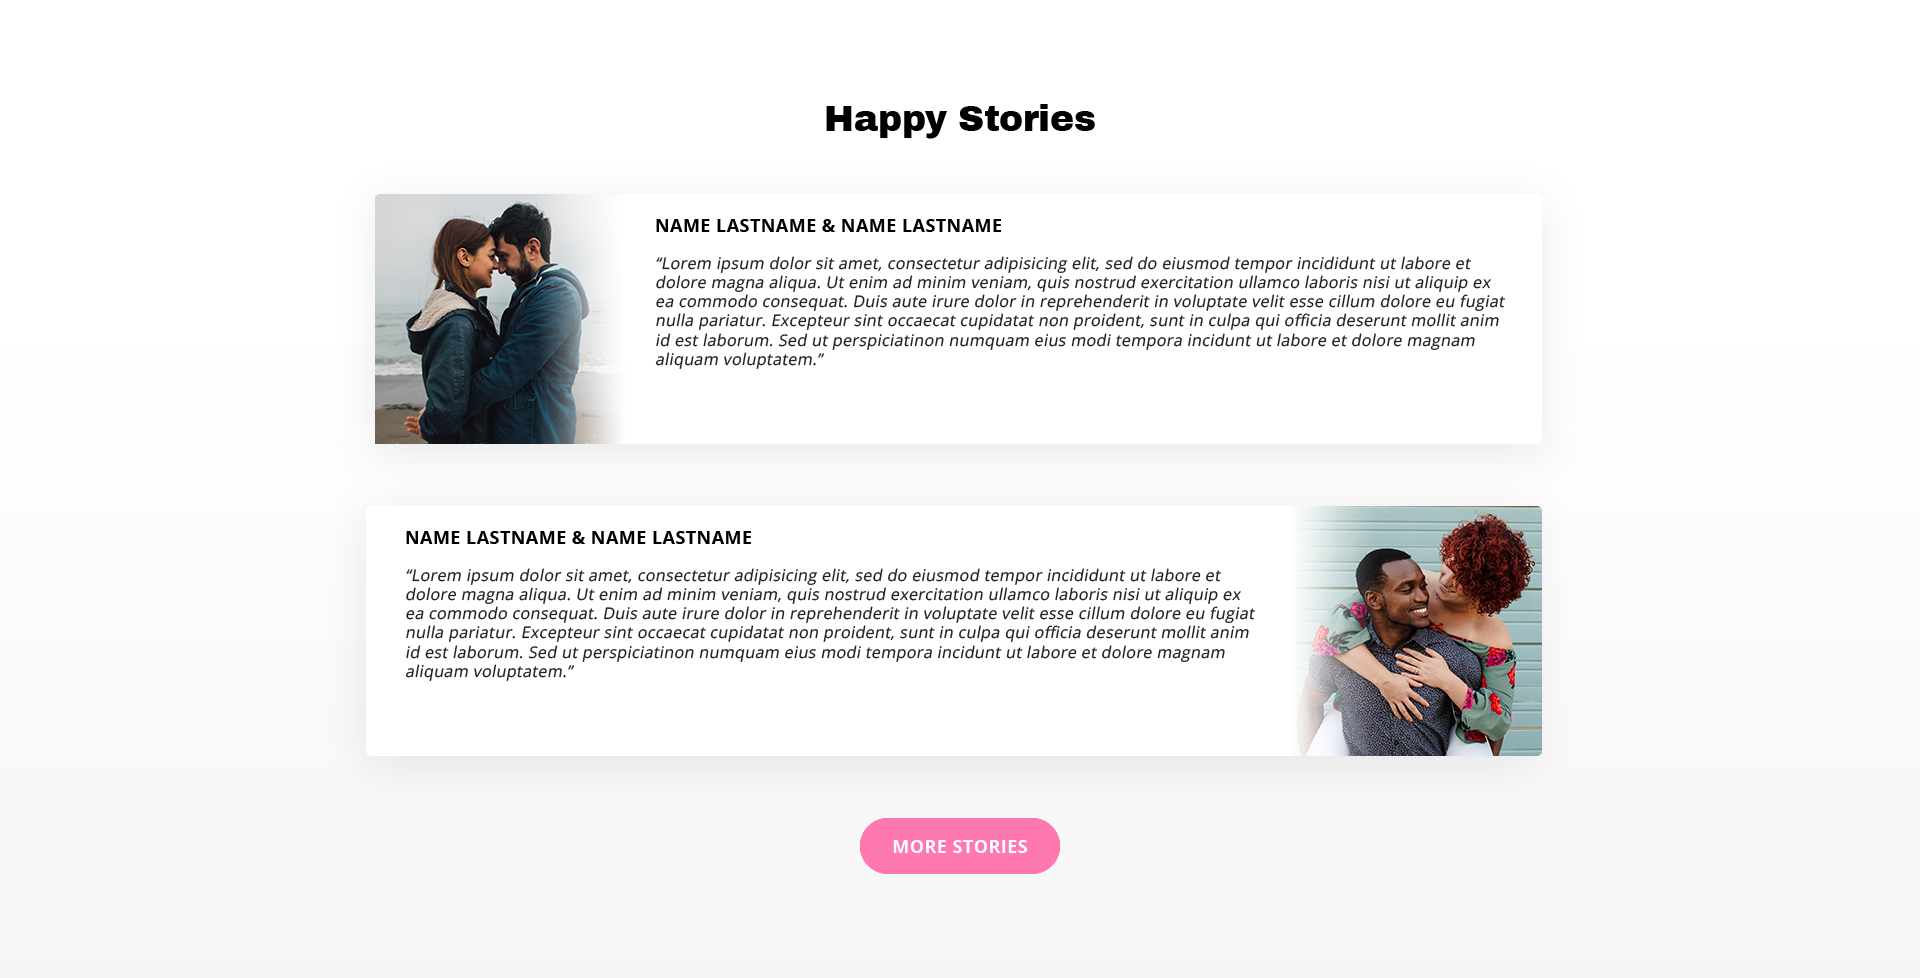 Happy Stories
NAME LASTNAME & NAME LASTNAME
“Lorem ipsum dolor sit amet, consectetur adipisicing elit, sed do eiusmod tempor incididunt ut labore et
dolore magna aliqua. Ut enim ad minim veniam, quis nostrud exercitation ullamco laboris nisi ut aliquip ex
ea commodo consequat. Duis aute irure dolor in reprehenderit in voluptate velit esse cillum dolore eu fugiat
nulla pariatur. Excepteur sint occaecat cupidatat non proident, sunt in culpa qui officia deserunt mollit anim
id est laborum. Sed ut perspiciatinon numquam eius modi tempora incidunt ut labore et dolore magnam
aliquam voluptatem.”
NAME LASTNAME & NAME LASTNAME
“Lorem ipsum dolor sit amet, consectetur adipisicing elit, sed do eiusmod tempor incididunt ut labore et
dolore magna aliqua. Ut enim ad minim veniam, quis nostrud exercitation ullamco laboris nisi ut aliquip ex
ea commodo consequat. Duis aute irure dolor in reprehenderit in voluptate velit esse cillum dolore eu fugiat
nulla pariatur. Excepteur sint occaecat cupidatat non proident, sunt in culpa qui officia deserunt mollit anim
id est laborum. Sed ut perspiciatinon numquam eius modi tempora incidunt ut labore et dolore magnam
aliquam voluptatem.”
MORE STORIES